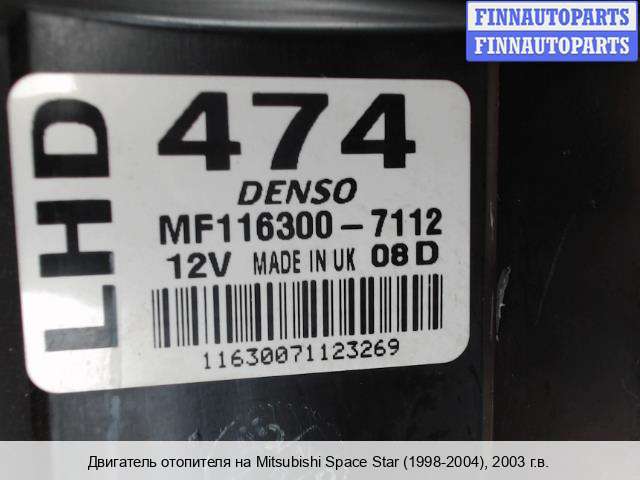 FINNAUTOPARTS
FINNAUTOPARTS
LHD
474
DENSO
MF116300-7112
12V MADE IN UK 08D
11630071123269
Двигатель отопителя на Mitsubishi Space Star (1998-2004), 2003 г.в.